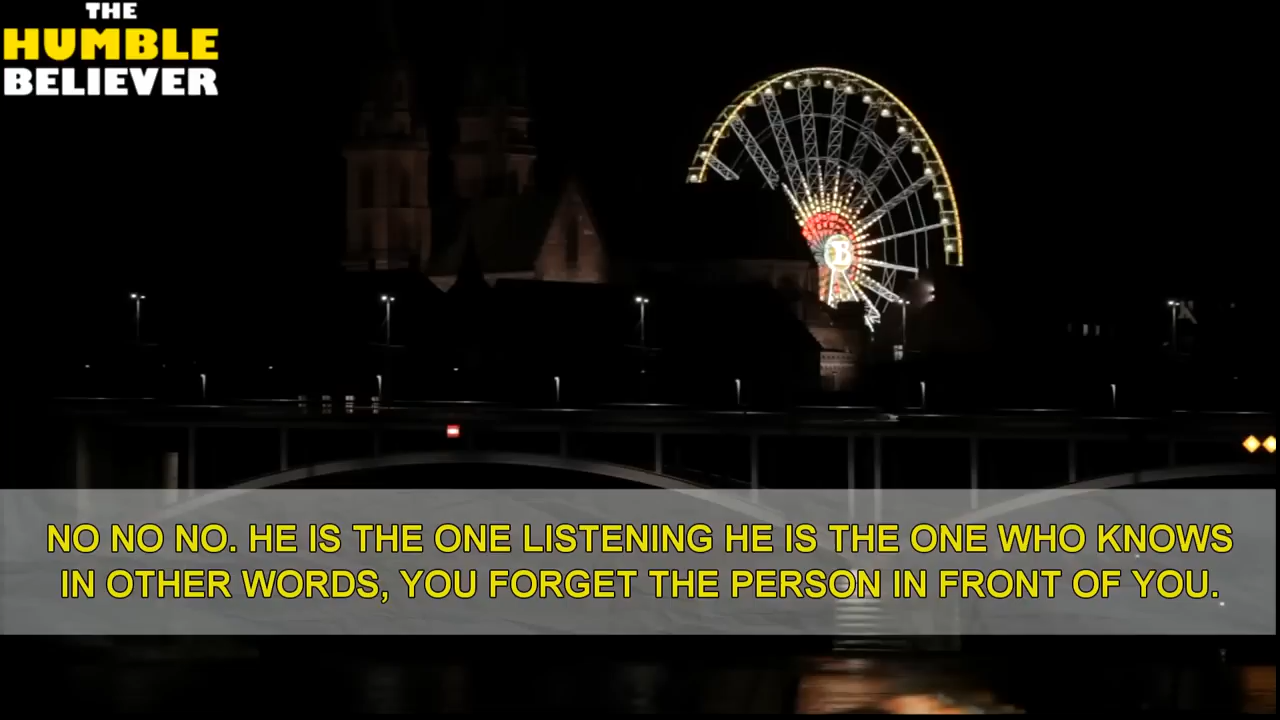 THE
HUMBLE
BELIEVER
B
NO NO NO. HE IS THE ONE LISTENING HE IS THE ONE WHO KNOWS
IN OTHER WORDS, YOU FORGET THE PERSON IN FRONT OF YOU.